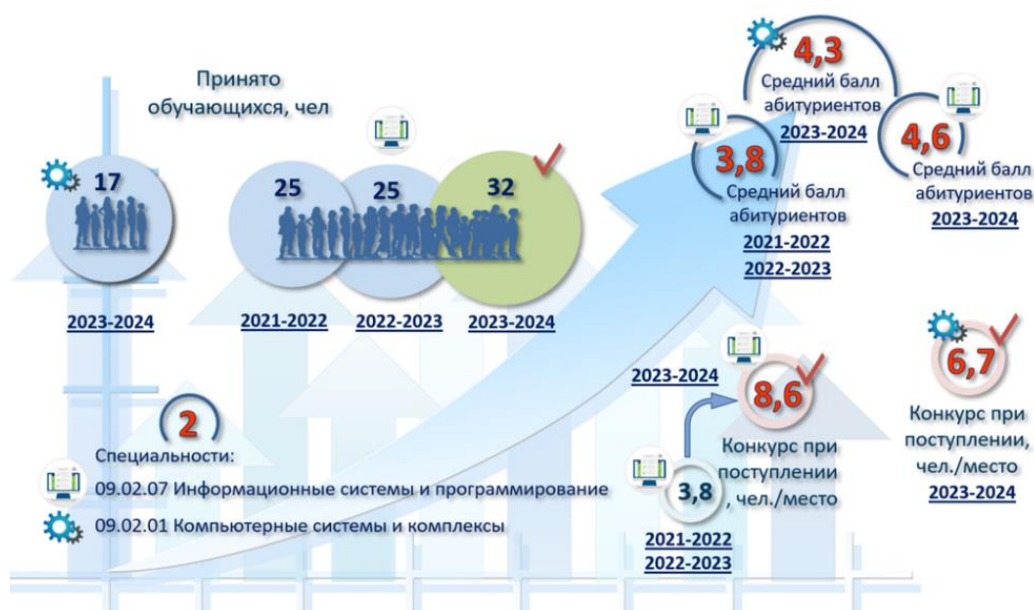 Принято
обучающихся, чел
17
2023-2024
25
25
32
2021-2022
2022-2023
2023-2024
4,3
Средний балл
абитуриентов
2023-2024
3,8
Средний балл
абитуриентов
2021-2022
2022-2023
4,6
Средний балл
абитуриентов
2023-2024
2
Специальности:
09.02.07 Информационные системы и программирование
09.02.01 Компьютерные системы и комплексы
2023-2024
8,6
Конкурс при
поступлении
, чел./место
3,8
2021-2022
2022-2023
6,7
Конкурс при
поступлении,
чел./место
2023-2024